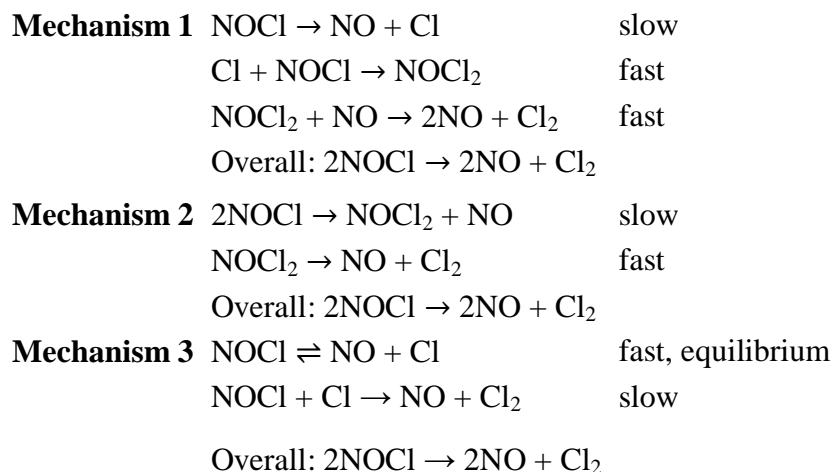 Mechanism 1 NOCl → NO + Cl slow
Cl + NOCl → NOCl₂ fast
NOCl₂ + NO → 2NO + Cl₂ fast
Overall: 2NOCl → 2NO + Cl₂
Mechanism 2 2NOCl → NOCl₂ + NO slow
NOCl₂ → NO + Cl₂ fast
Overall: 2NOCl → 2NO + Cl₂
Mechanism 3 NOCl ⇌ NO + Cl fast, equilibrium
NOCl + Cl → NO + Cl₂ slow
Overall: 2NOCl → 2NO + Cl₂